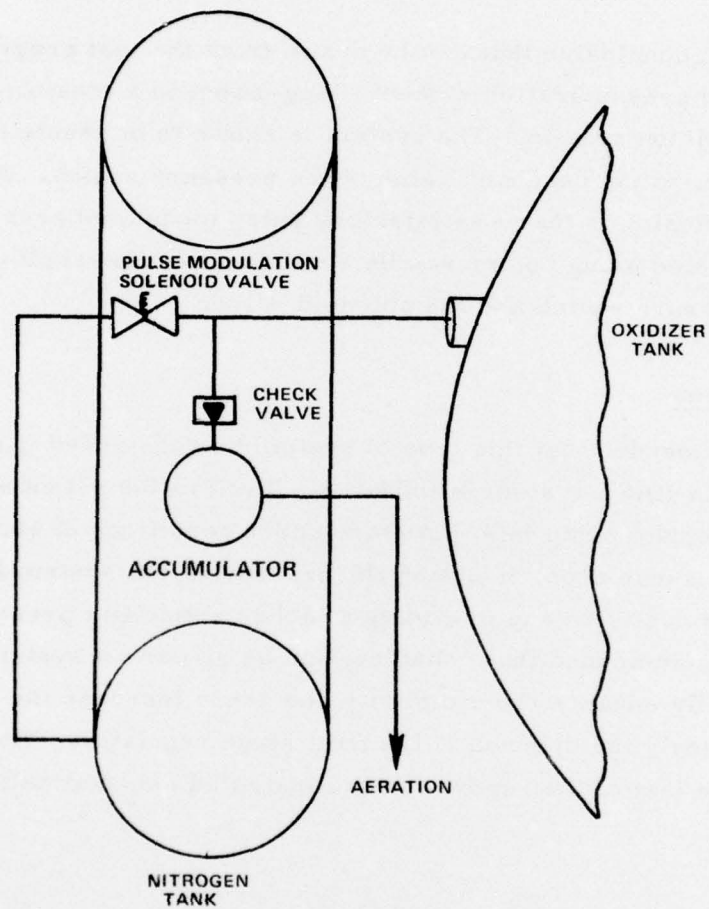 PULSE MODULATION
SOLENOID VALVE
OXIDIZER
TANK
CHECK
VALVE
ACCUMULATOR
AERATION
NITROGEN
TANK